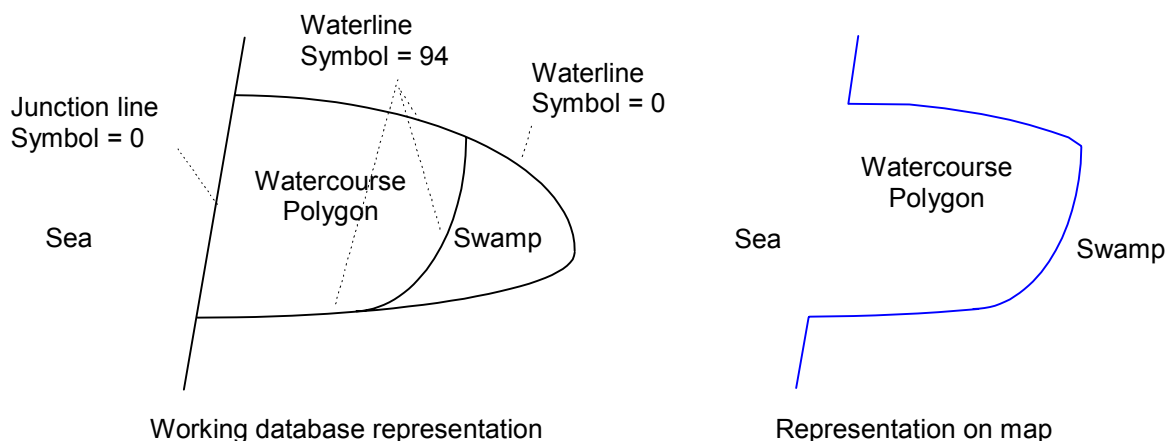 Waterline
Symbol = 94
Waterline
Symbol = 0
Junction line
Symbol = 0
Watercourse
Polygon
Sea
Swamp
Working database representation
Watercourse
Polygon
Sea
Swamp
Representation on map